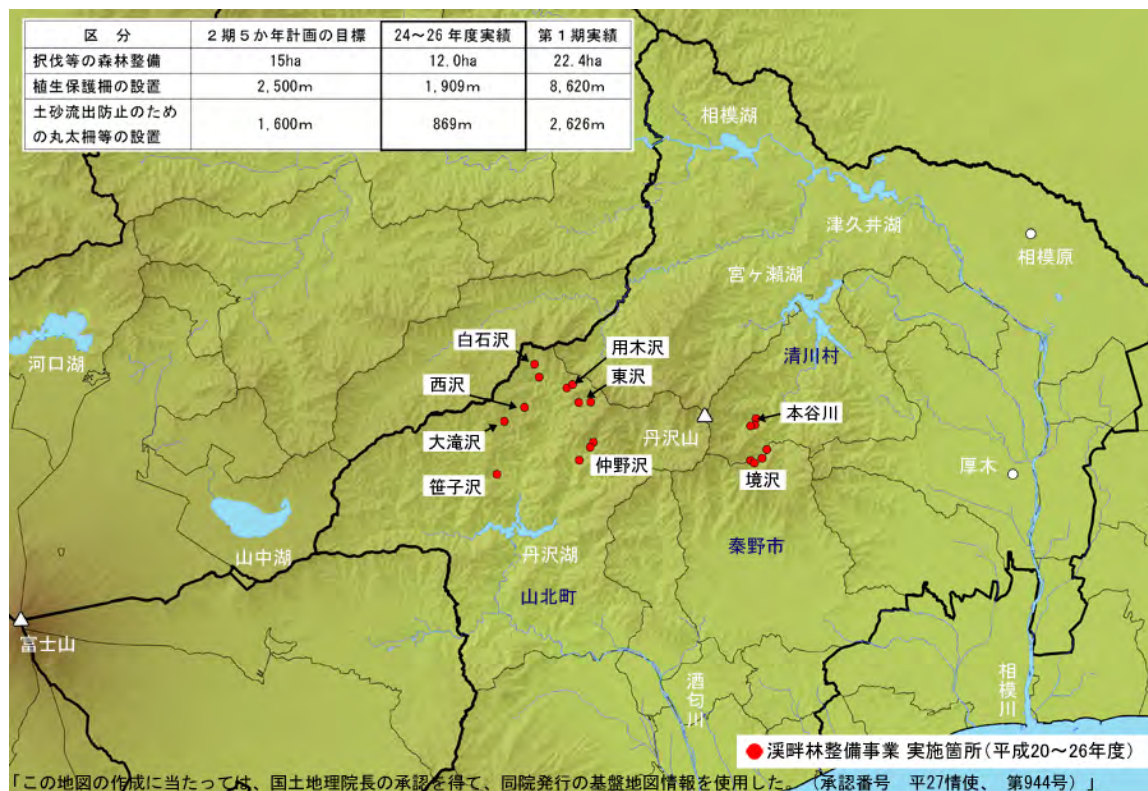 区 分 2期5か年計画の目標 24～26年度実績 第1期実績
択伐等の森林整備 15ha 12.0ha 22.4ha
植生保護柵の設置 2,500m 1,909m 8,620m
土砂流出防止のため
の丸太柵等の設置 1,600m 869m 2,626m
相模湖
津久井湖
相模原
宮ヶ瀬湖
河口湖
白石沢
用木沢
清川村
西沢
東沢
本谷川
大滝沢
丹沢山
仲野沢
境沢
厚木
笹子沢
山中湖
丹沢湖
秦野市
山北町
富士山
酒匂川
相模川
渓畔林整備事業 実施箇所(平成20～26年度)
「この地図の作成に当たっては、国土地理院長の承認を得て、同院発行の基盤地図情報を使用した。(承認番号 平27情使、 第944号)」